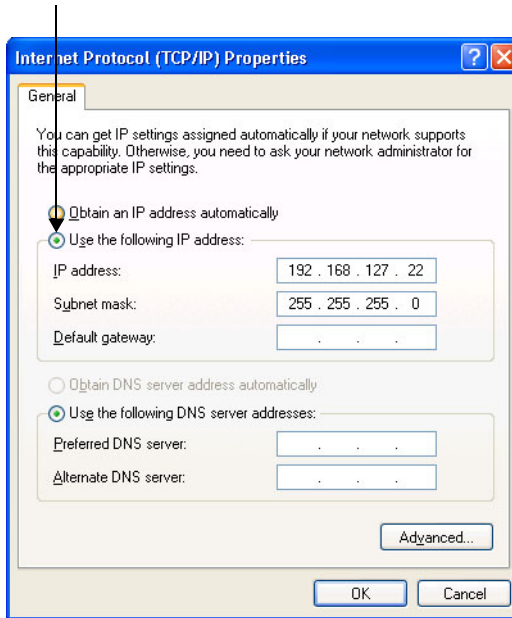 Internet Protocol (TCP/IP) Properties
General
You can get IP settings assigned automatically if your network supports
this capability. Otherwise, you need to ask your network administrator for
the appropriate IP settings.
Obtain an IP address automatically
Use the following IP address:
IP address: 192 . 168 . 127 . 22
Subnet mask: 255 . 255 . 255 . 0
Default gateway: . . .
Obtain DNS server address automatically
Use the following DNS server addresses:
Preferred DNS server: . . .
Alternate DNS server: . . .
Advanced...
OK Cancel